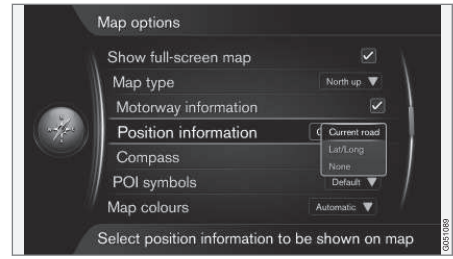 Map options
Show full-screen map
Map type North up
Motorway information
Position information Current road
Lat/Long
Compass
None
POI symbols Default
Map colours Automatic
Select position information to be shown on map
G051089